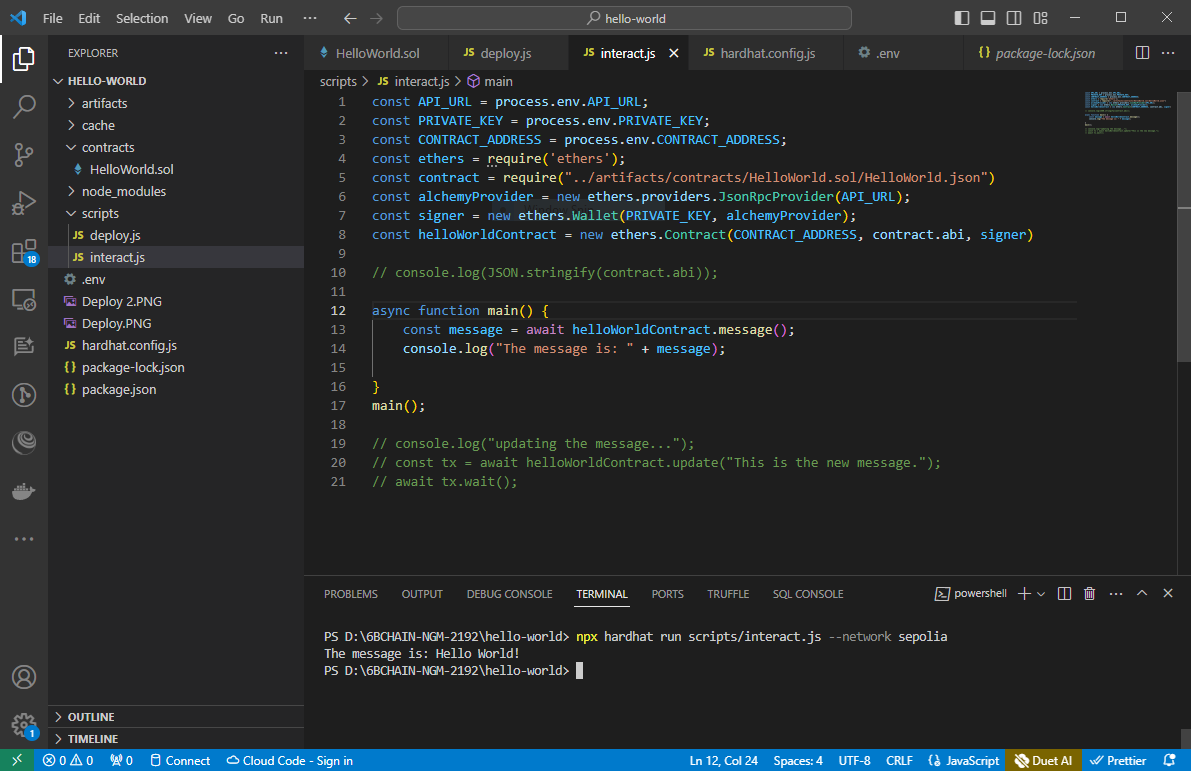 File Edit Selection View Go Run ··· hello-world
EXPLORER ···
HELLO-WORLD
artifacts
cache
contracts
HelloWorld.sol
node_modules
scripts
JS deploy.js
JS interact.js
.env
Deploy 2.PNG
Deploy.PNG
JS hardhat.config.js
{} package-lock.json
{} package.json
OUTLINE
TIMELINE
18
1
HelloWorld.sol JS deploy.js JS interact.js JS hardhat.config.js .env {} package-lock.json ···
scripts > JS interact.js > main
1 const API_URL = process.env.API_URL;
2 const PRIVATE_KEY = process.env.PRIVATE_KEY;
3 const CONTRACT_ADDRESS = process.env.CONTRACT_ADDRESS;
4 const ethers = require('ethers');
5 const contract = require("../artifacts/contracts/HelloWorld.sol/HelloWorld.json")
6 const alchemyProvider = new ethers.providers.JsonRpcProvider(API_URL);
7 const signer = new ethers.Wallet(PRIVATE_KEY, alchemyProvider);
8 const helloWorldContract = new ethers.Contract(CONTRACT_ADDRESS, contract.abi, signer)
9
10 // console.log(JSON.stringify(contract.abi));
11
12 async function main() {
13 const message = await helloWorldContract.message();
14 console.log("The message is: " + message);
15
16 }
17 main();
18
19 // console.log("updating the message...");
20 // const tx = await helloWorldContract.update("This is the new message.");
21 // await tx.wait();
PROBLEMS OUTPUT DEBUG CONSOLE TERMINAL PORTS TRUFFLE SQL CONSOLE powershell ···
PS D:\6BCHAIN-NGM-2192\hello-world> npx hardhat run scripts/interact.js --network sepolia
The message is: Hello World!
PS D:\6BCHAIN-NGM-2192\hello-world>
0 0 0 Connect Cloud Code - Sign in Ln 12, Col 24 Spaces: 4 UTF-8 CRLF {} JavaScript Duet AI Prettier